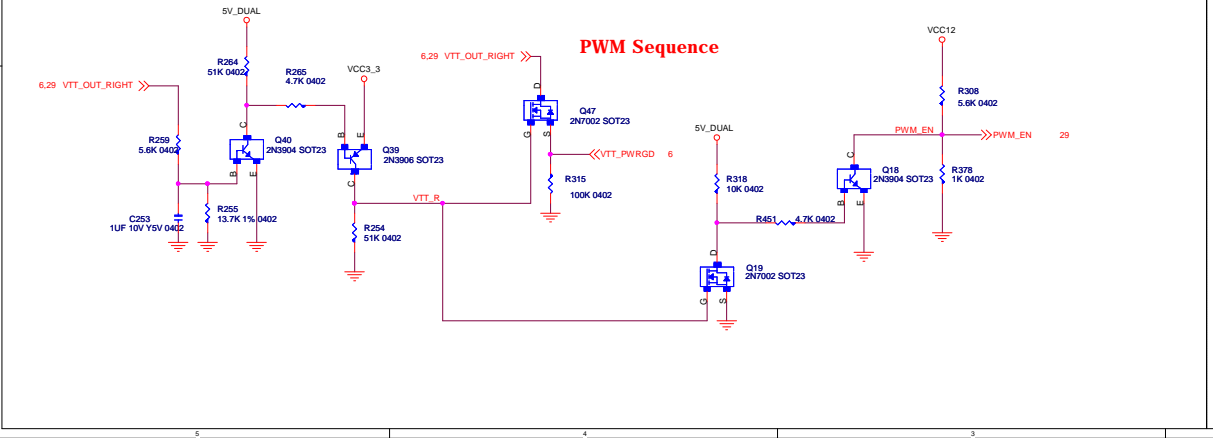 PWM Sequence
5V_DUAL
R264
51K 0402
6,29 VTT_OUT_RIGHT
R265
4.7K 0402
VCC3_3
R259
5.6K 0402
C
Q40
2N3904 SOT23
B
E
B
E
Q39
2N3906 SOT23
C
C253
1UF 10V Y5V 0402
R255
13.7K 1% 0402
VTT_R
R254
51K 0402
6,29 VTT_OUT_RIGHT
D
Q47
2N7002 SOT23
G
S
VTT_PWRGD 6
R315
100K 0402
5V_DUAL
R318
10K 0402
R451 4.7K 0402
D
Q19
2N7002 SOT23
G
S
VCC12
R308
5.6K 0402
PWM_EN
PWM_EN 29
C
Q18
2N3904 SOT23
B
E
R378
1K 0402
5
4
3